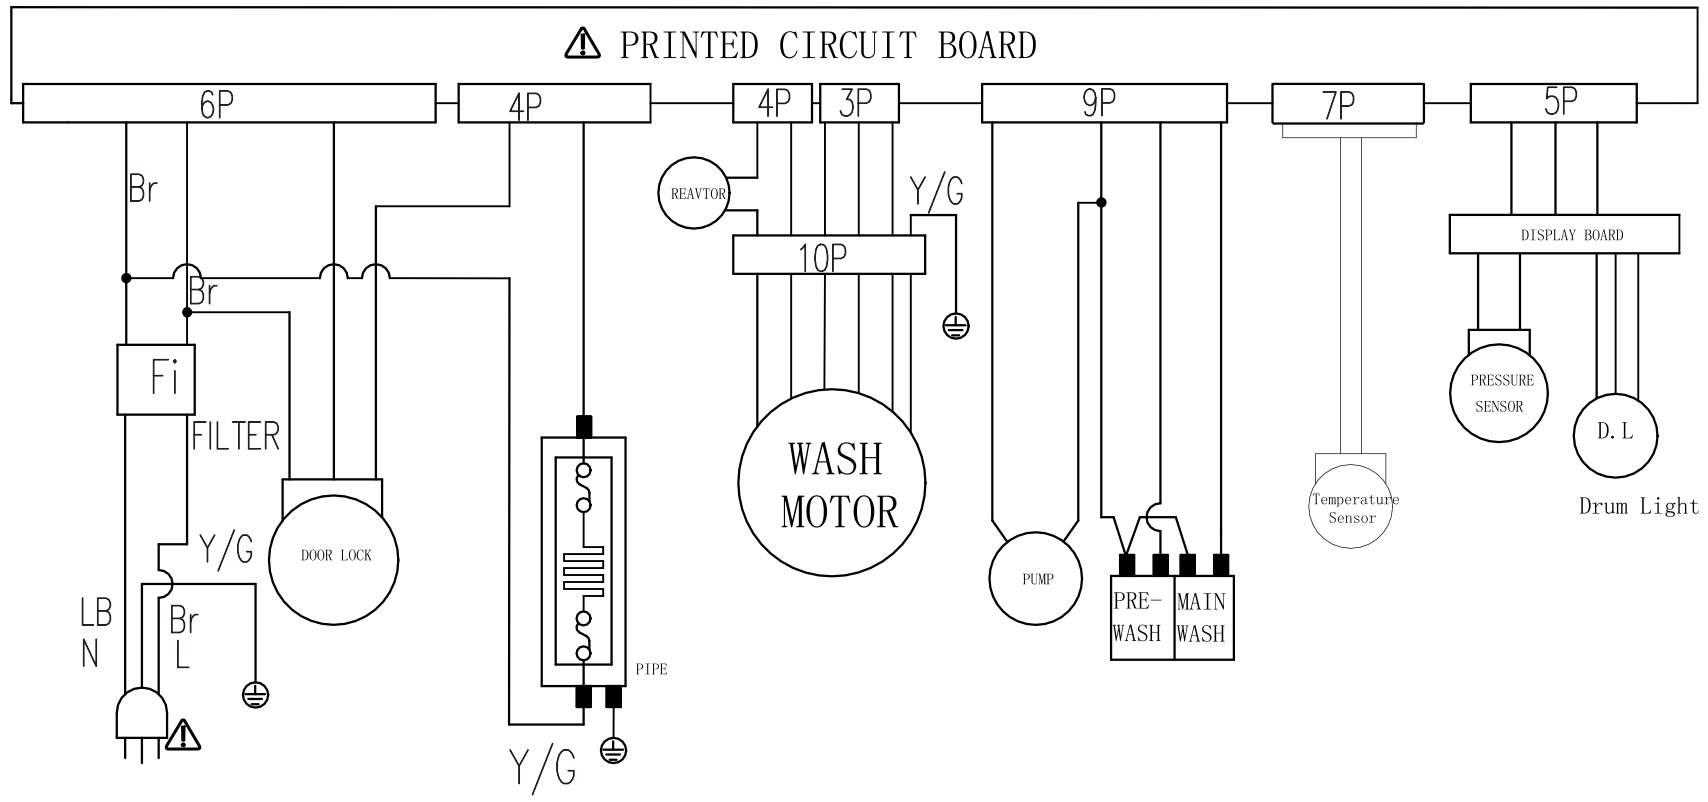 PRINTED CIRCUIT BOARD
6P
4P
4P
3P
9P
7P
5P
Br
REAVTOR
Y/G
DISPLAY BOARD
10P
Br
Fi
PRESSURE
SENSOR
FILTER
D.L
WASH
MOTOR
Temperature
Sensor
Drum Light
Y/G
DOOR LOCK
PUMP
LB
N
Br
L
PRE-
WASH
MAIN
WASH
PIPE
Y/G